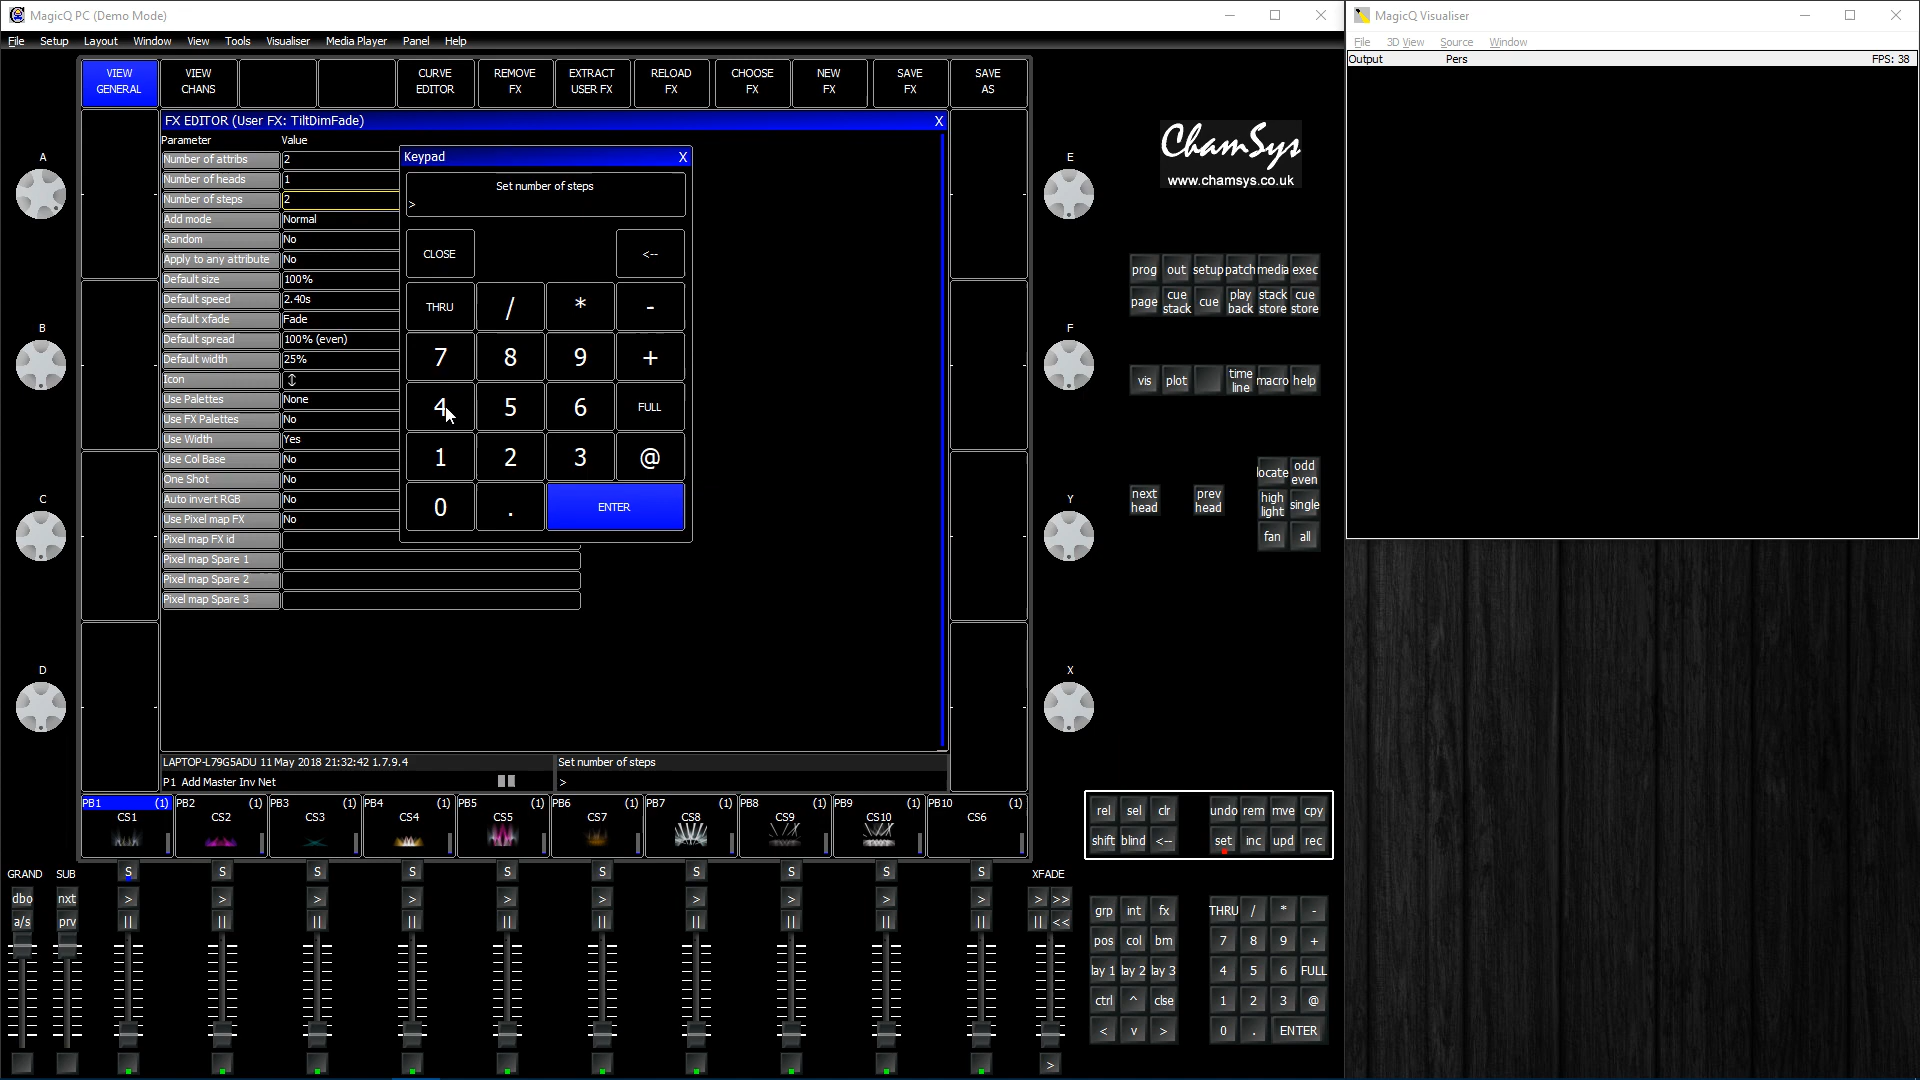 MagicQ PC (Demo Mode)
File Setup Layout Window View Tools Visualiser Media Player Panel Help
VIEW GENERAL
VIEW CHANS
CURVE EDITOR
REMOVE FX
EXTRACT USER FX
RELOAD FX
CHOOSE FX
NEW FX
SAVE FX
SAVE AS
FX EDITOR (User FX: TiltDimFade) X
Parameter Value
Number of attribs 2
Number of heads 1
Number of steps 2
Add mode Normal
Random No
Apply to any attribute No
Default size 100%
Default speed 2.40s
Default xfade Fade
Default spread 100% (even)
Default width 25%
Icon ↕
Use Palettes None
Use FX Palettes No
Use Width Yes
Use Col Base No
One Shot No
Auto invert RGB No
Use Pixel map FX No
Pixel map FX id
Pixel map Spare 1
Pixel map Spare 2
Pixel map Spare 3
Keypad X
Set number of steps
>
CLOSE <--
THRU / * -
7 8 9 +
4 5 6 FULL
1 2 3 @
0 . ENTER
A
B
C
D
E
F
Y
X
LAPTOP-L79G5ADU 11 May 2018 21:32:42 1.7.9.4
Set number of steps
P1 Add Master Inv Net
>
PB1 (1) PB2 (1) PB3 (1) PB4 (1) PB5 (1) PB6 (1) PB7 (1) PB8 (1) PB9 (1) PB10 (1)
CS1 CS2 CS3 CS4 CS5 CS7 CS8 CS9 CS10 CS6
GRAND SUB S S S S S S S S S S XFADE
dbo nxt > > > > > > > > > > > >>
a/s prv || || || || || || || || || || || <<
>
ChamSys
www.chamsys.co.uk
prog out setup patch media exec
page cue stack cue play back stack store cue store
vis plot time line macro help
locate odd even
next head prev head high light single
fan all
rel sel clr undo rem mve cpy
shift blind <-- set inc upd rec
grp int fx THRU / * -
pos col bm 7 8 9 +
lay 1 lay 2 lay 3 4 5 6 FULL
ctrl ^ clse 1 2 3 @
< v > 0 . ENTER
MagicQ Visualiser
File 3D View Source Window
Output Pers FPS: 38